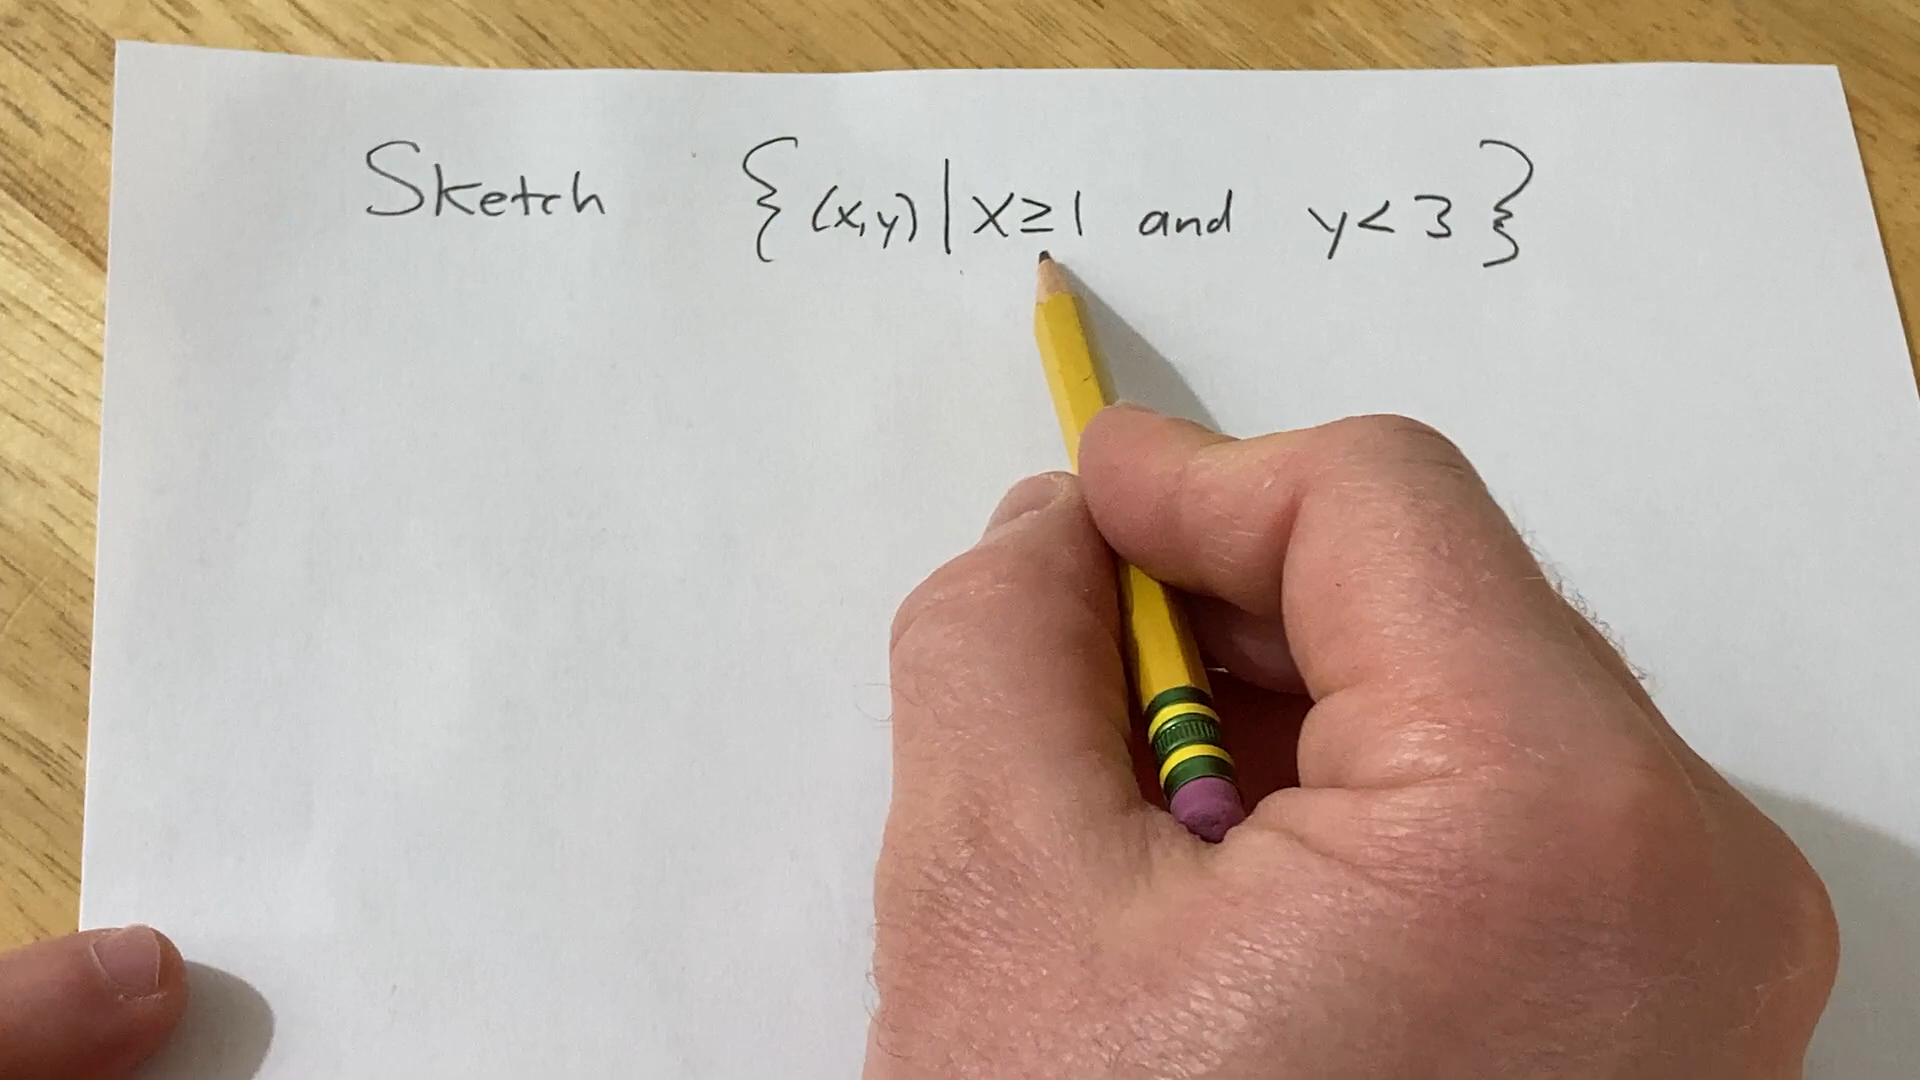 Sketch {(x,y) | x≥1 and y<3}